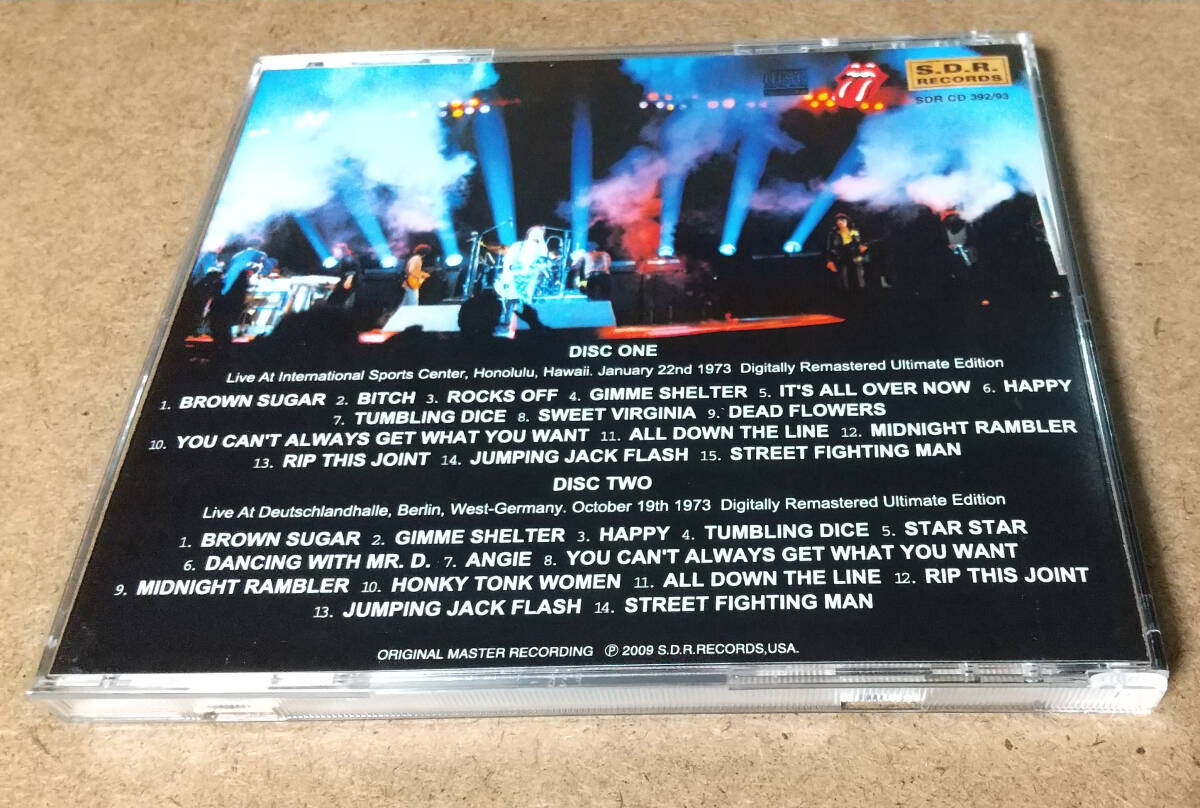 S.D.R.
RECORDS
SDR CD 392/93
DISC ONE
Live At International Sports Center, Honolulu, Hawaii. January 22nd 1973 Digitally Remastered Ultimate Edition
1. BROWN SUGAR 2. BITCH 3. ROCKS OFF 4. GIMME SHELTER 5. IT'S ALL OVER NOW 6. HAPPY
7. TUMBLING DICE 8. SWEET VIRGINIA 9. DEAD FLOWERS
10. YOU CAN'T ALWAYS GET WHAT YOU WANT 11. ALL DOWN THE LINE 12. MIDNIGHT RAMBLER
13. RIP THIS JOINT 14. JUMPING JACK FLASH 15. STREET FIGHTING MAN
DISC TWO
Live At Deutschlandhalle, Berlin, West-Germany. October 19th 1973 Digitally Remastered Ultimate Edition
1. BROWN SUGAR 2. GIMME SHELTER 3. HAPPY 4. TUMBLING DICE 5. STAR STAR
6. DANCING WITH MR. D. 7. ANGIE 8. YOU CAN'T ALWAYS GET WHAT YOU WANT
9. MIDNIGHT RAMBLER 10. HONKY TONK WOMEN 11. ALL DOWN THE LINE 12. RIP THIS JOINT
13. JUMPING JACK FLASH 14. STREET FIGHTING MAN
ORIGINAL MASTER RECORDING ℗ 2009 S.D.R.RECORDS,USA.